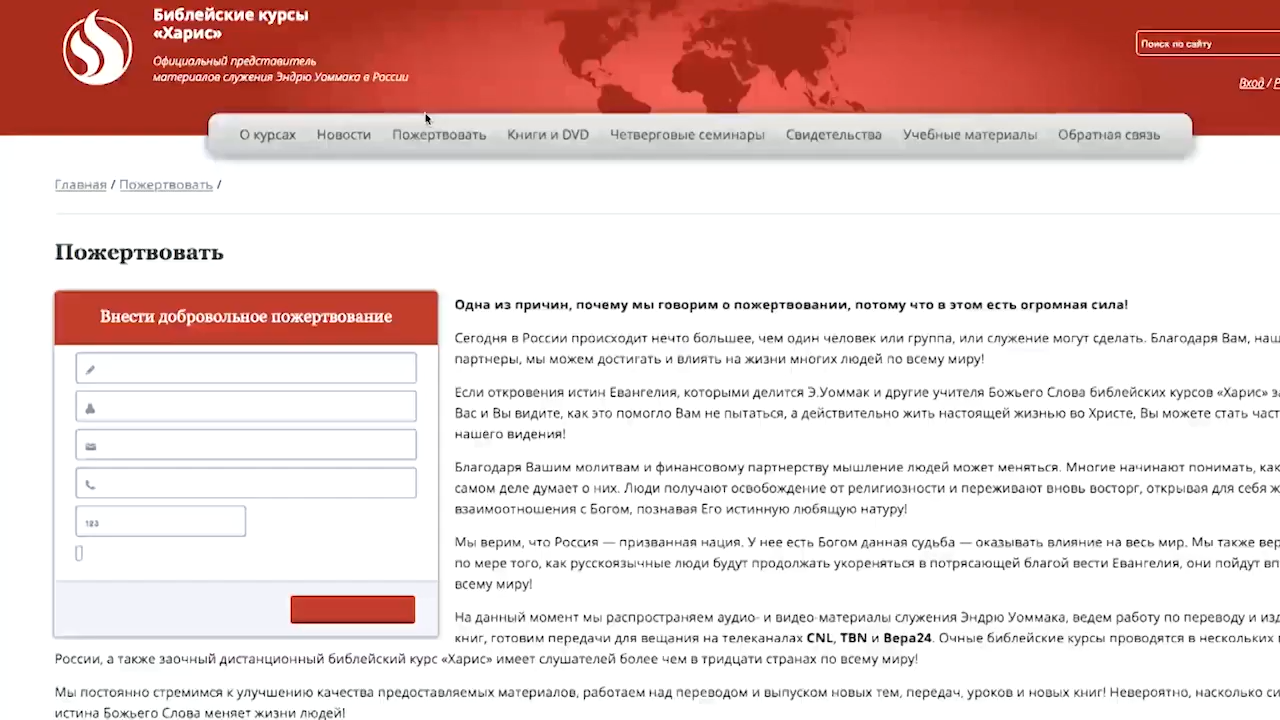 Библейские курсы
«Харис»
Официальный представитель
материалов служения Эндрю Уоммака в России
Поиск по сайту
Вход /
О курсах Новости Пожертвовать Книги и DVD Четверговые семинары Свидетельства Учебные материалы Обратная связь
Главная / Пожертвовать /
Пожертвовать
Внести добровольное пожертвование
123
Одна из причин, почему мы говорим о пожертвовании, потому что в этом есть огромная сила!
Сегодня в России происходит нечто большее, чем один человек или группа, или служение могут сделать. Благодаря Вам,
партнеры, мы можем достигать и влиять на жизни многих людей по всему миру!
Если откровения истин Евангелия, которыми делится Э.Уоммак и другие учителя Божьего Слова библейских курсов «Харис»
Вас и Вы видите, как это помогло Вам не пытаться, а действительно жить настоящей жизнью во Христе, Вы можете стать
нашего видения!
Благодаря Вашим молитвам и финансовому партнерству мышление людей может меняться. Многие начинают понимать,
самом деле думает о них. Люди получают освобождение от религиозности и переживают вновь восторг, открывая для себя
взаимоотношения с Богом, познавая Его истинную любящую натуру!
Мы верим, что Россия — призванная нация. У нее есть Богом данная судьба — оказывать влияние на весь мир. Мы также
по мере того, как русскоязычные люди будут продолжать укореняться в потрясающей благой вести Евангелия, они пойдут
всему миру!
На данный момент мы распространяем аудио- и видео-материалы служения Эндрю Уоммака, ведем работу по переводу и
книг, готовим передачи для вещания на телеканалах CNL, TBN и Вера24. Очные библейские курсы проводятся в нескольких
России, а также заочный дистанционный библейский курс «Харис» имеет слушателей более чем в тридцати странах по всему миру!
Мы постоянно стремимся к улучшению качества предоставляемых материалов, работаем над переводом и выпуском новых тем, передач, уроков и новых книг! Невероятно, насколько
истина Божьего Слова меняет жизни людей!